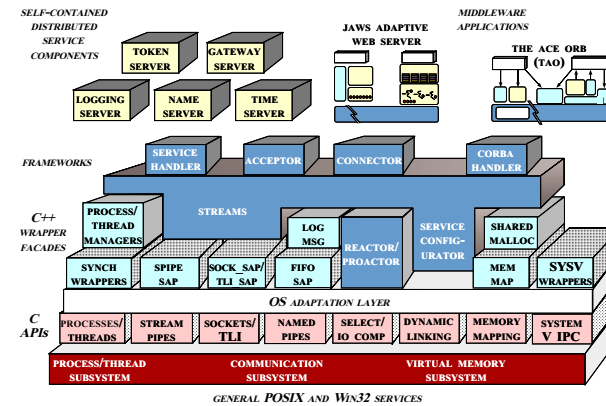 SELF-CONTAINED
DISTRIBUTED
SERVICE
COMPONENTS
TOKEN
SERVER
GATEWAY
SERVER
LOGGING
SERVER
NAME
SERVER
TIME
SERVER
JAWS ADAPTIVE
WEB SERVER
MIDDLEWARE
APPLICATIONS
THE ACE ORB
(TAO)
FRAMEWORKS
SERVICE
HANDLER
ACCEPTOR
CONNECTOR
CORBA
HANDLER
STREAMS
C++
WRAPPER
FACADES
PROCESS/
THREAD
MANAGERS
LOG
MSG
REACTOR/
PROACTOR
SERVICE
CONFIG-
URATOR
SHARED
MALLOC
SYNCH
WRAPPERS
SPIPE
SAP
SOCK_SAP/
TLI SAP
FIFO
SAP
MEM
MAP
SYSV
WRAPPERS
OS ADAPTATION LAYER
C
APIS
PROCESSES/
THREADS
STREAM
PIPES
SOCKETS/
TLI
NAMED
PIPES
SELECT/
IO COMP
DYNAMIC
LINKING
MEMORY
MAPPING
SYSTEM
V IPC
PROCESS/THREAD
SUBSYSTEM
COMMUNICATION
SUBSYSTEM
VIRTUAL MEMORY
SUBSYSTEM
GENERAL POSIX AND WIN32 SERVICES